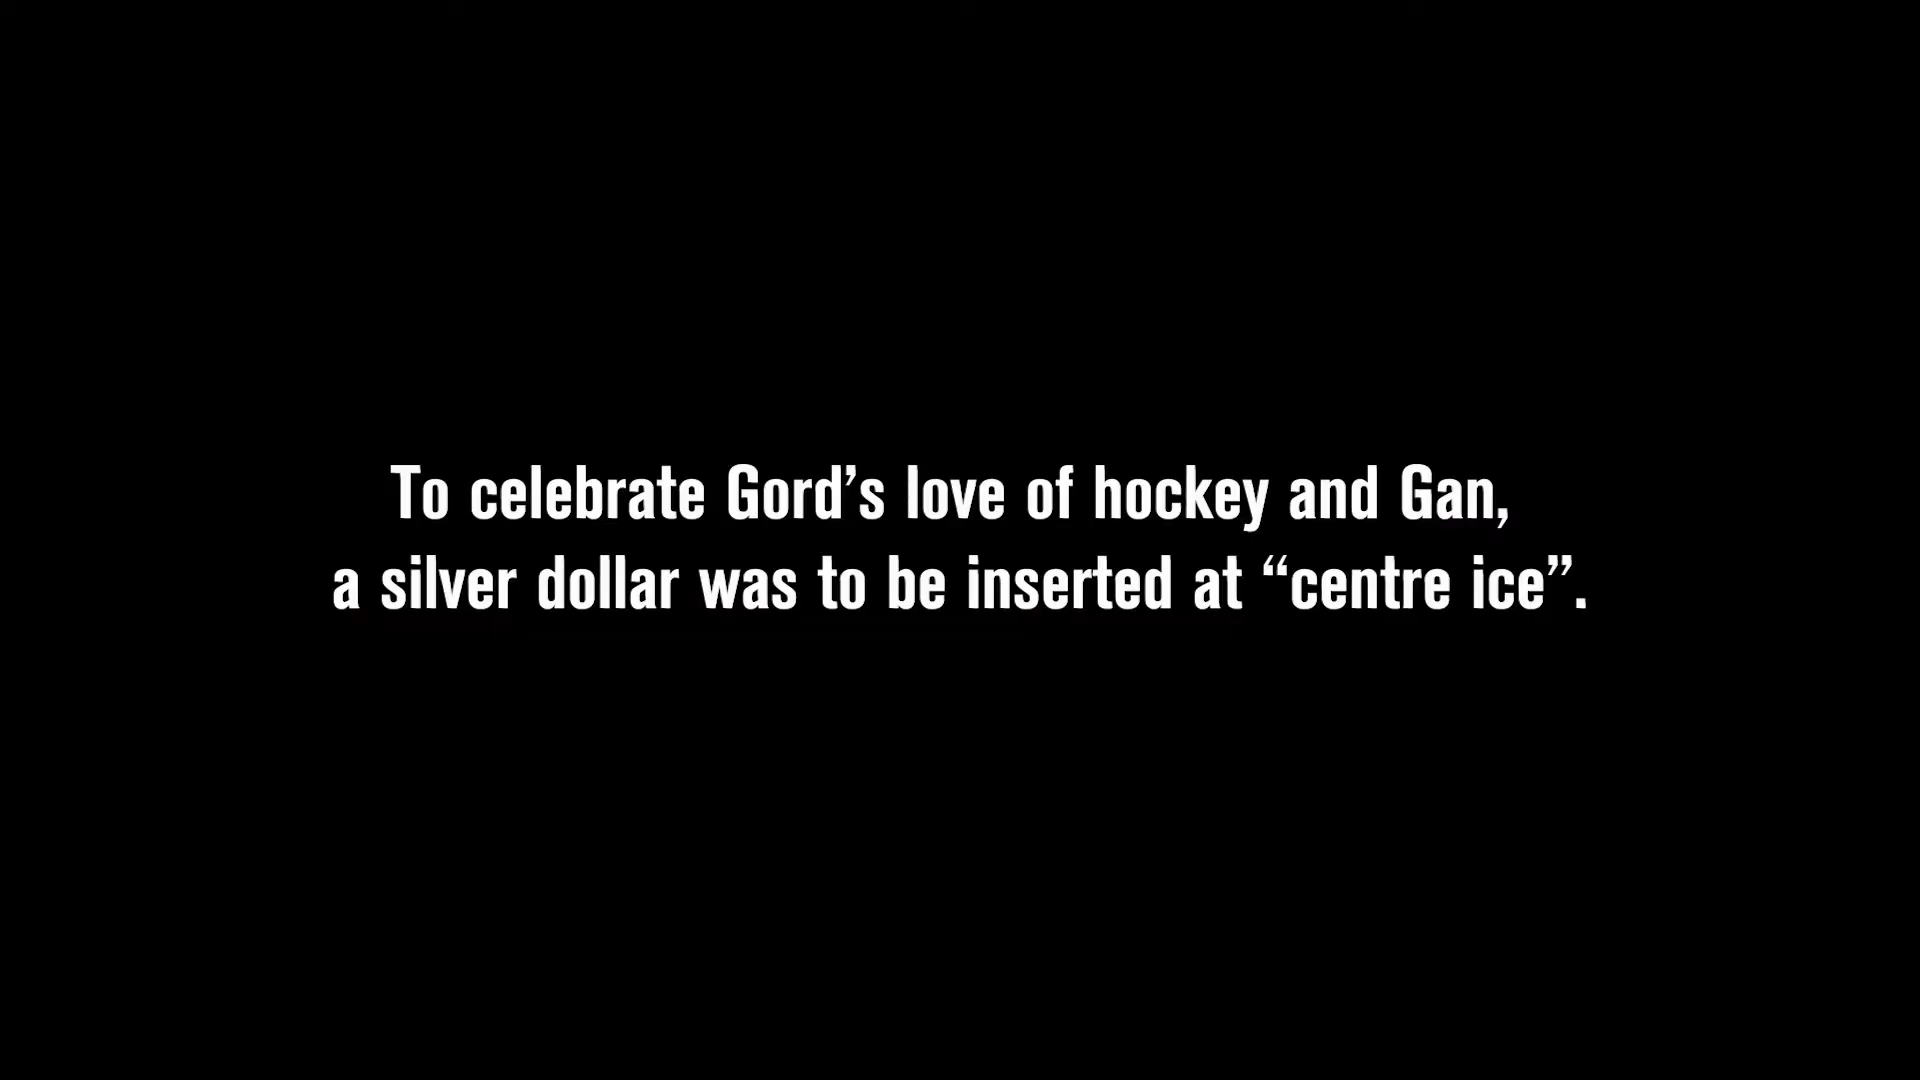 To celebrate Gord’s love of hockey and Gan,
a silver dollar was to be inserted at “centre ice”.